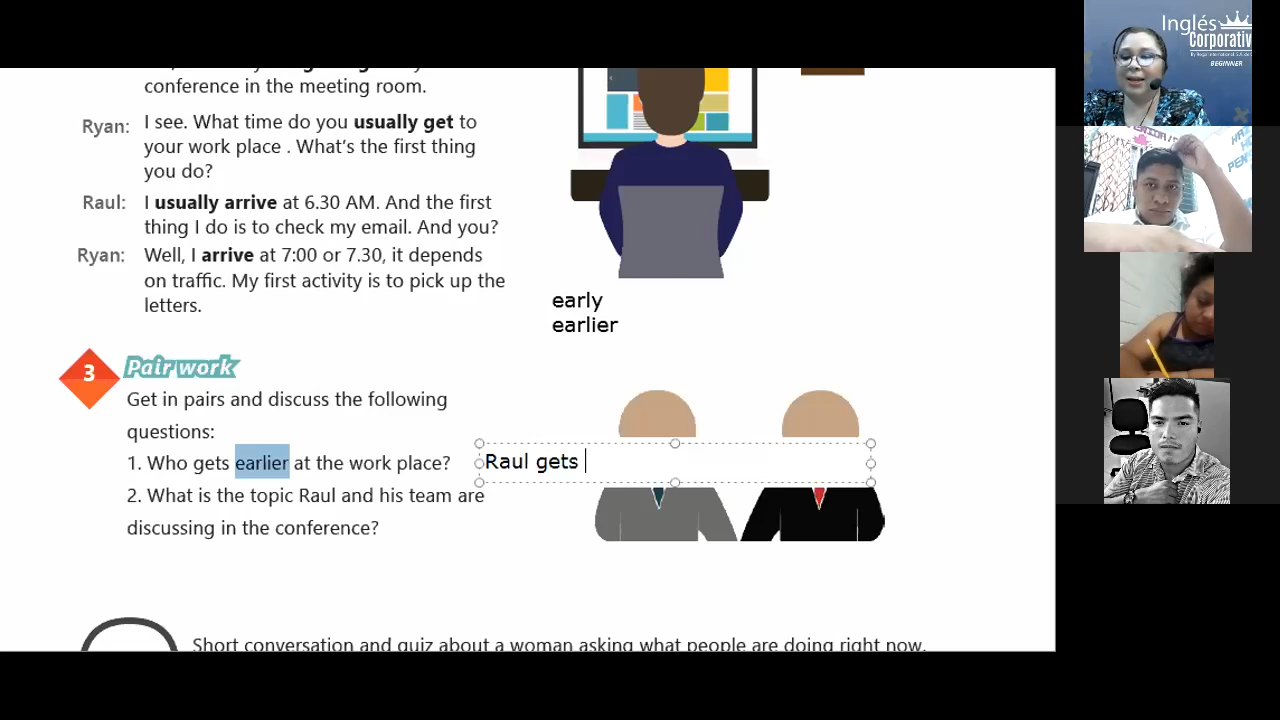 conference in the meeting room.
Ryan: I see. What time do you usually get to
your work place . What's the first thing
you do?
Raul: I usually arrive at 6.30 AM. And the first
thing I do is to check my email. And you?
Ryan: Well, I arrive at 7:00 or 7.30, it depends
on traffic. My first activity is to pick up the
letters.
early
earlier
3 Pair work
Get in pairs and discuss the following
questions:
1. Who gets earlier at the work place?
Raul gets
2. What is the topic Raul and his team are
discussing in the conference?
Short conversation and quiz about a woman asking what people are doing right now.
Inglés
Corporativ
BEGINNER